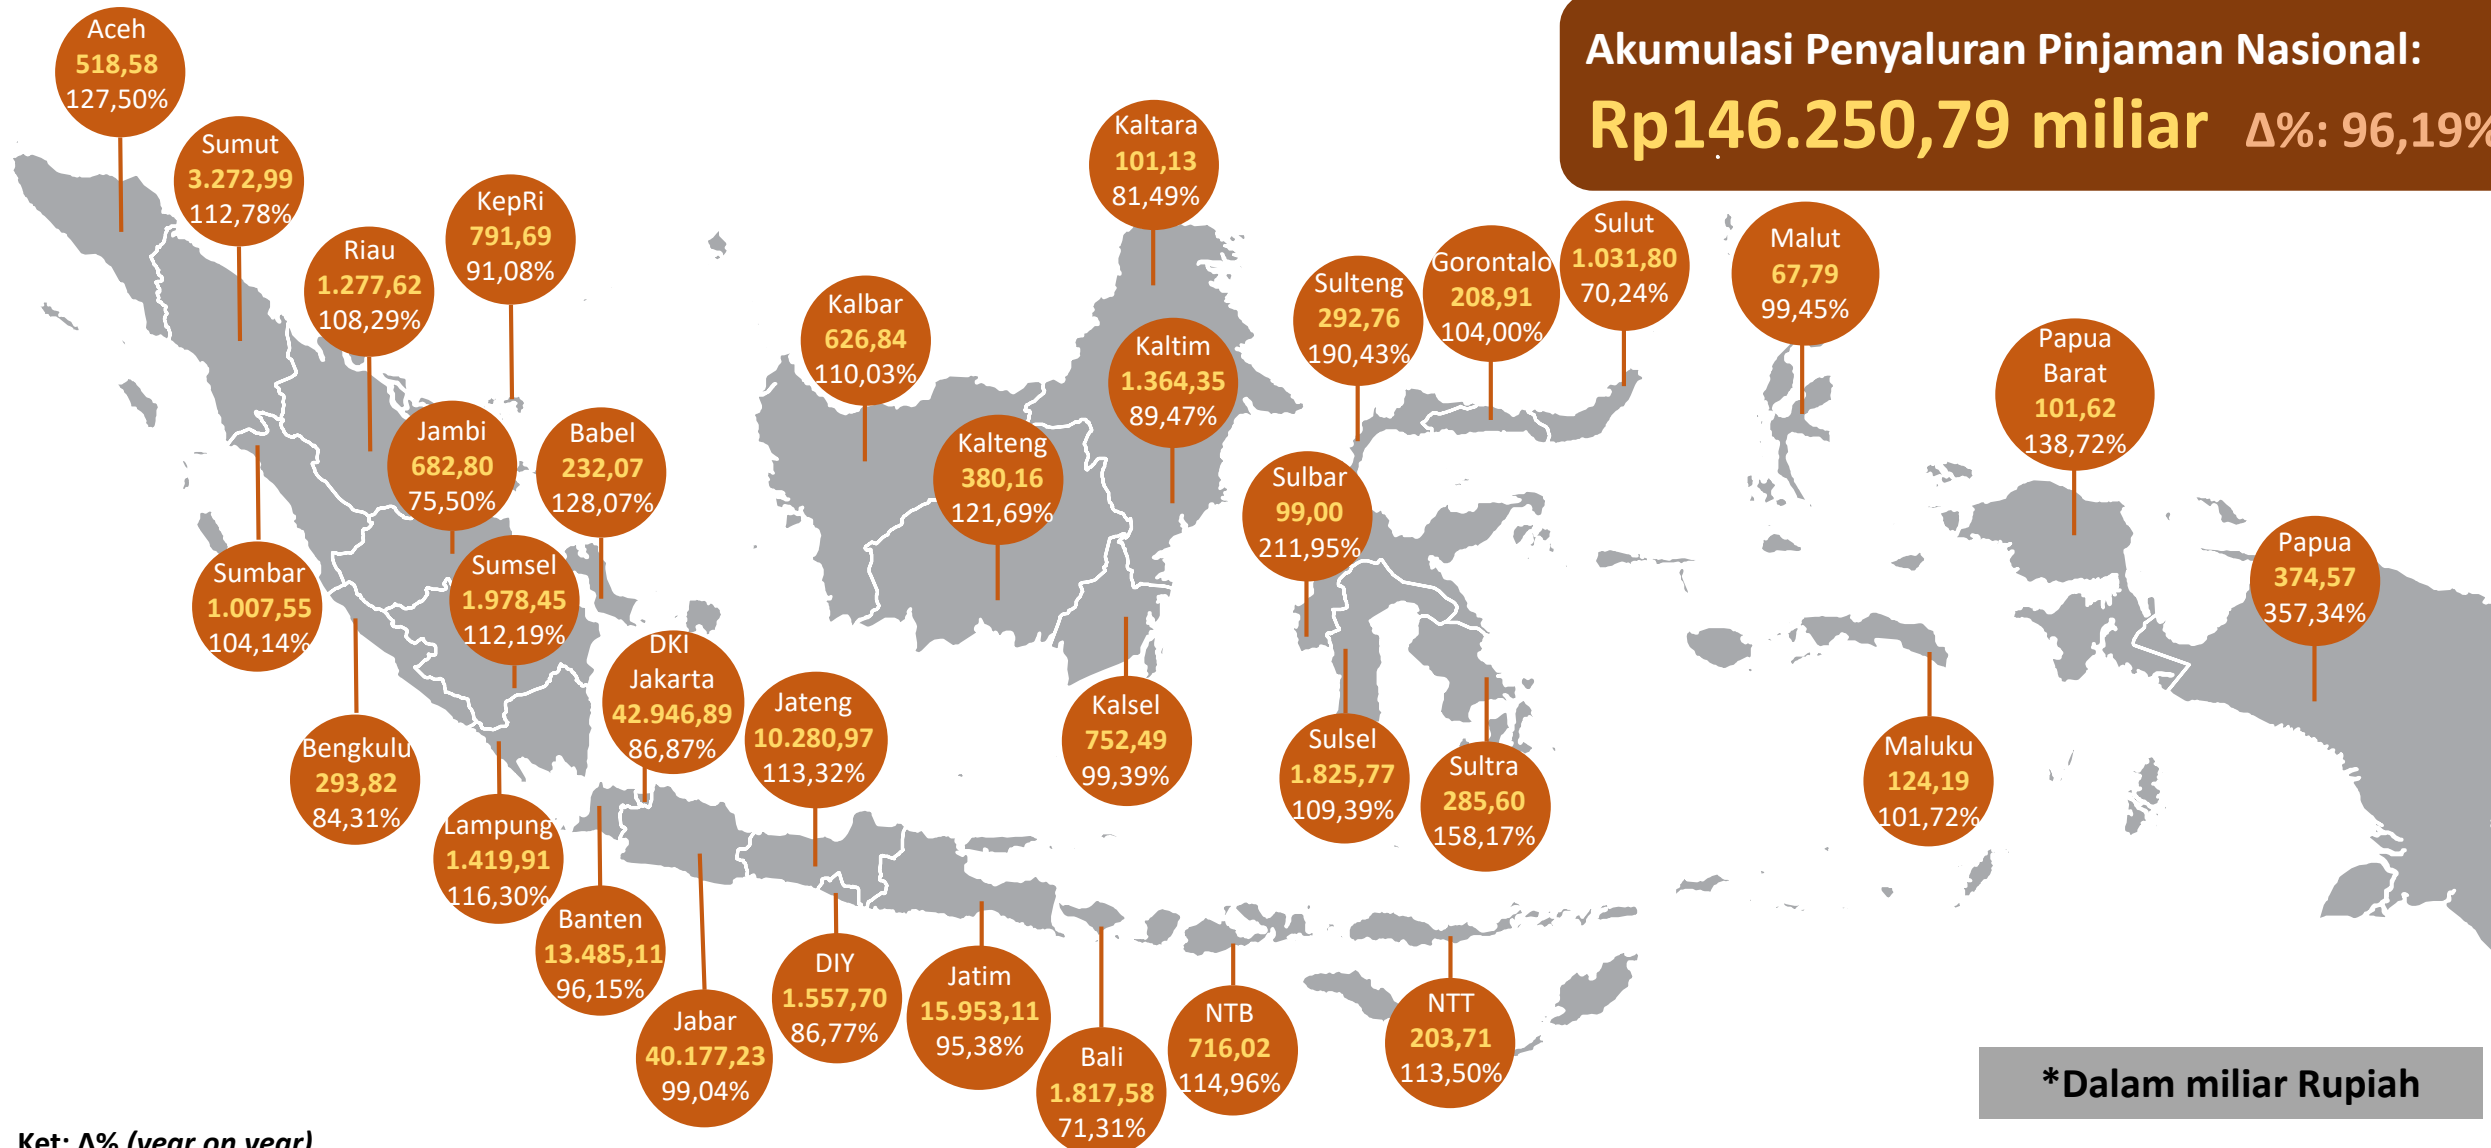 Akumulasi Penyaluran Pinjaman Nasional:
Rp146.250,79 miliar Δ%: 96,19%
Aceh
518,58
127,50%
Sumut
3.272,99
112,78%
Riau
1.277,62
108,29%
KepRi
791,69
91,08%
Jambi
682,80
75,50%
Babel
232,07
128,07%
Sumbar
1.007,55
104,14%
Sumsel
1.978,45
112,19%
Bengkulu
293,82
84,31%
Lampung
1.419,91
116,30%
DKI
Jakarta
42.946,89
86,87%
Banten
13.485,11
96,15%
Jabar
40.177,23
99,04%
Jateng
10.280,97
113,32%
DIY
1.557,70
86,77%
Jatim
15.953,11
95,38%
Bali
1.817,58
71,31%
NTB
716,02
114,96%
NTT
203,71
113,50%
Kalbar
626,84
110,03%
Kalteng
380,16
121,69%
Kaltara
101,13
81,49%
Kaltim
1.364,35
89,47%
Kalsel
752,49
99,39%
Sulteng
292,76
190,43%
Gorontalo
208,91
104,00%
Sulut
1.031,80
70,24%
Sulbar
99,00
211,95%
Sulsel
1.825,77
109,39%
Sultra
285,60
158,17%
Malut
67,79
99,45%
Maluku
124,19
101,72%
Papua
Barat
101,62
138,72%
Papua
374,57
357,34%
*Dalam miliar Rupiah
Ket: Δ% (year on year)